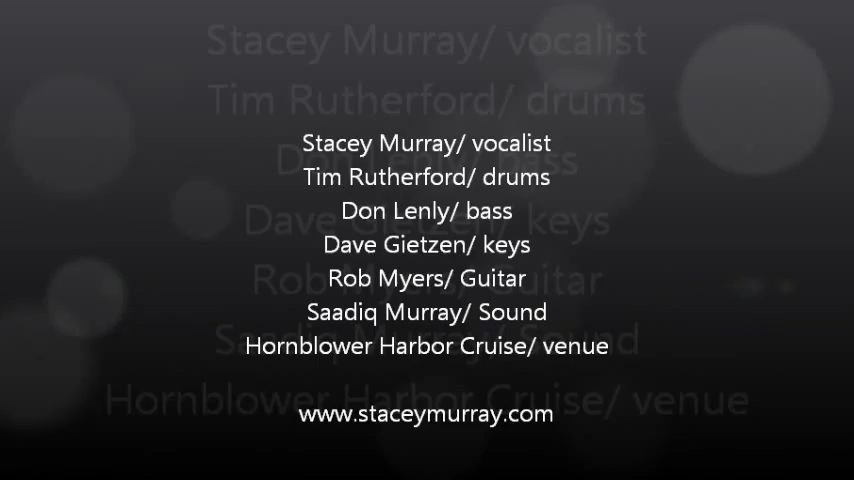 Stacey Murray/ vocalist
Tim Rutherford/ drums
Don Lenly/ bass
Dave Gietzen/ keys
Rob Myers/ Guitar
Saadiq Murray/ Sound
Hornblower Harbor Cruise/ venue
www.staceymurray.com